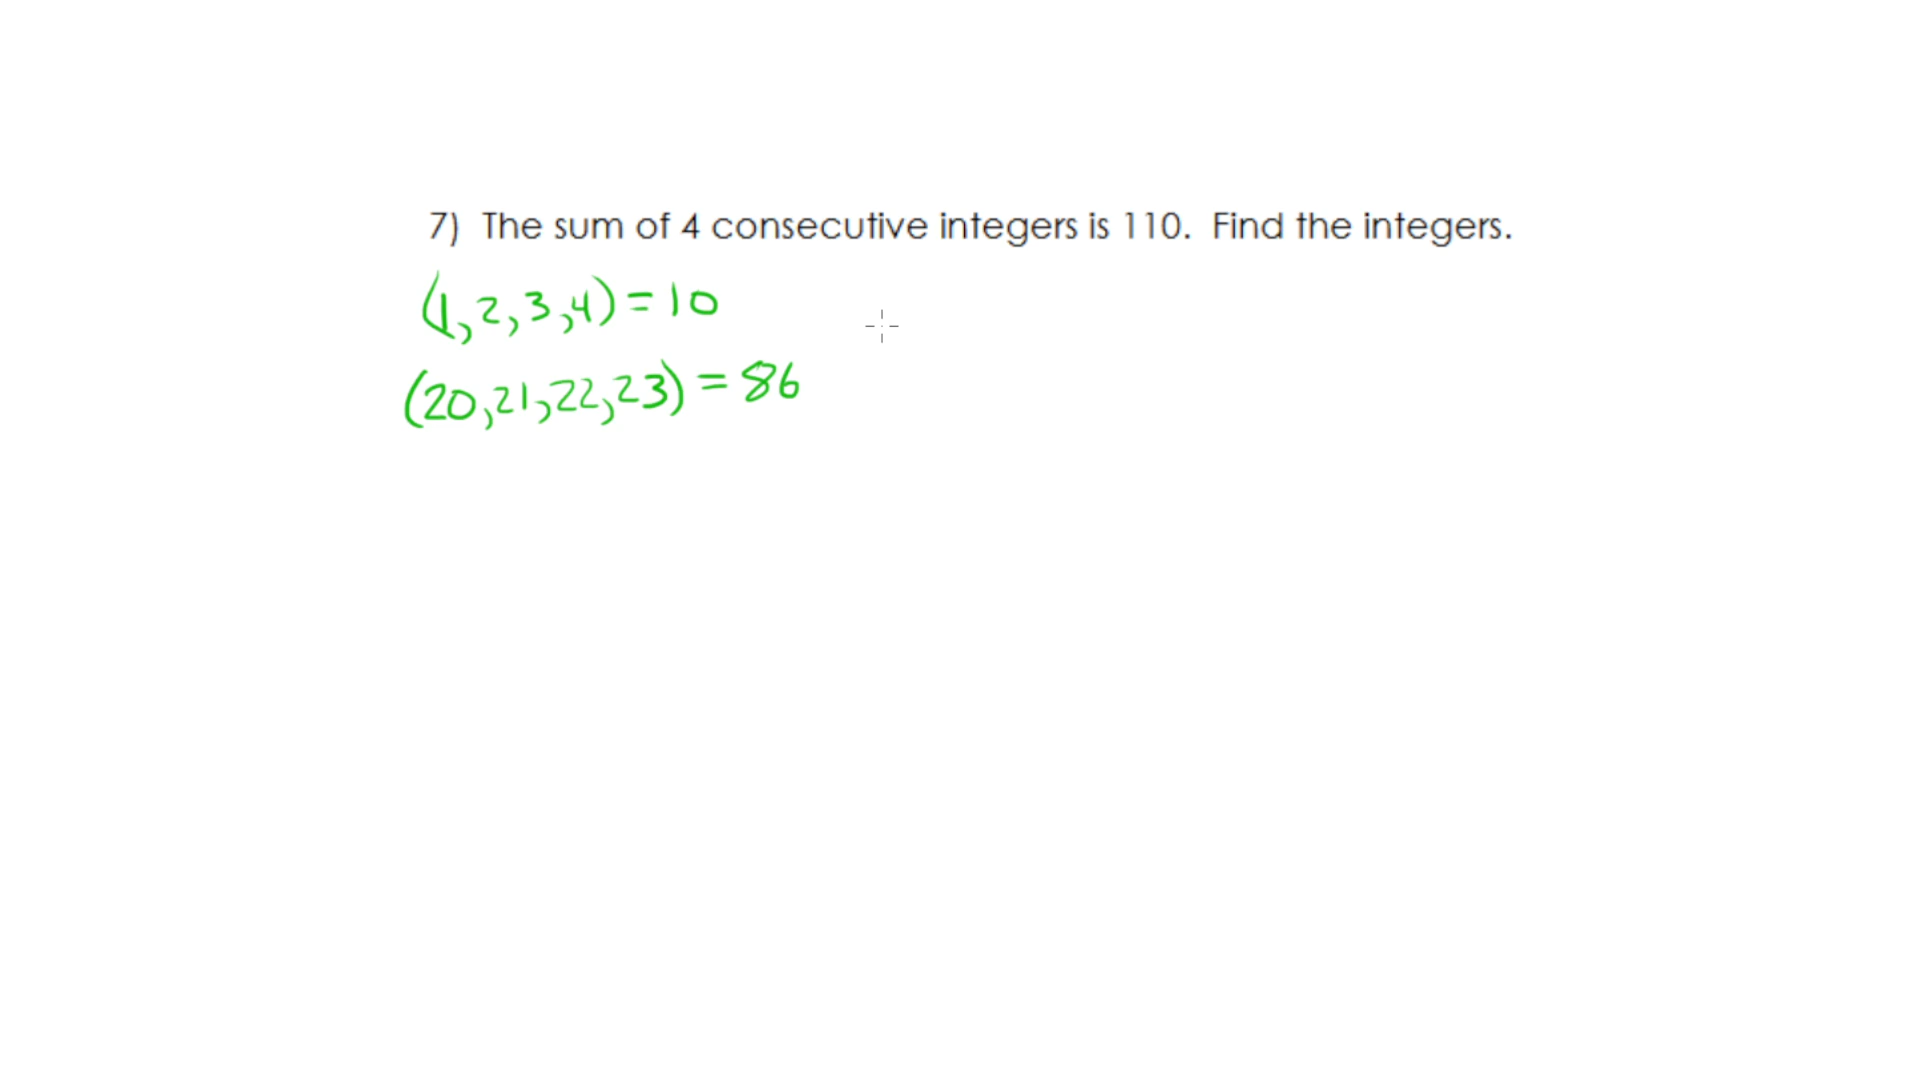 7) The sum of 4 consecutive integers is 110. Find the integers.
(1,2,3,4)=10
(20,21,22,23)=86